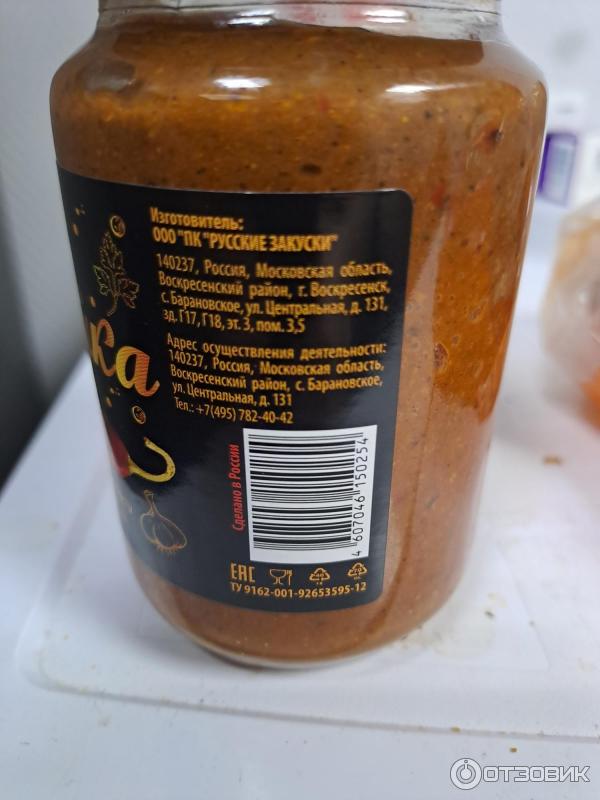 Изготовитель:
ООО "ПК "РУССКИЕ ЗАКУСКИ"
140237, Россия, Московская область,
Воскресенский район, г. Воскресенск,
с. Барановское, ул. Центральная, д. 131,
зд. Г17, Г18, эт. 3, пом. 3,5
Адрес осуществления деятельности:
140237, Россия, Московская область,
Воскресенский район, с. Барановское,
ул. Центральная, д. 131
Тел.: +7(495) 782-40-42
Сделано в России
4 607046 150254
ЕАС
ТУ 9162-001-92653595-12
ОТЗОВИК